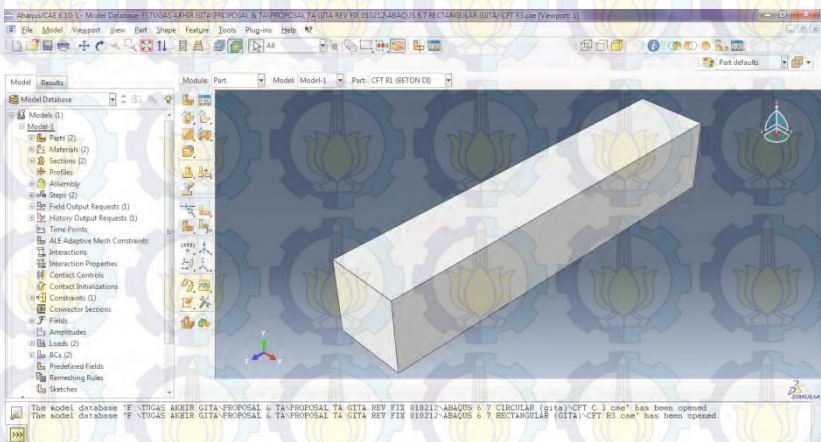 Abaqus/CAE 6.10-1 - Model Database: F:\TUGAS AKHIR GITA\PROPOSAL & TA\PROPOSAL TA GITA REV FIX 010212\ABAQUS 6.7 RECTANGULAR (GITA)\CFT R3.cae [Viewport: 1]
File Model Viewport View Part Shape Feature Tools Plug-ins Help
All
Part defaults
Model Results Module: Part Model: Model-1 Part: CFT R1 (BETON DI)
Model Database
Models (1)
Model-1
Parts (2)
Materials (2)
Sections (2)
Profiles
Assembly
Steps (2)
Field Output Requests (1)
History Output Requests (1)
Time Points
ALE Adaptive Mesh Constraints
Interactions
Interaction Properties
Contact Controls
Contact Initializations
Constraints (1)
Connector Sections
Fields
Amplitudes
Loads (2)
BCs (2)
Predefined Fields
Remeshing Rules
Sketches
Y
Z X
SIMULIA
The model database "F:\TUGAS AKHIR GITA\PROPOSAL & TA\PROPOSAL TA GITA REV FIX 010212\ABAQUS 6.7 CIRCULAR (gita)\CFT C 3.cae" has been opened
The model database "F:\TUGAS AKHIR GITA\PROPOSAL & TA\PROPOSAL TA GITA REV FIX 010212\ABAQUS 6.7 RECTANGULAR (GITA)\CFT R3.cae" has been opened
>>>